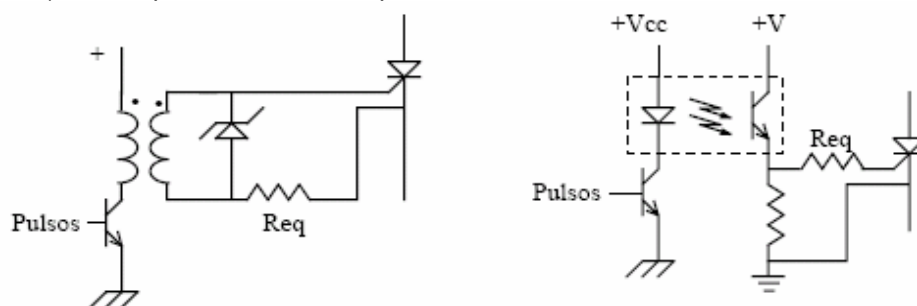 +
Pulsos
Req
+Vcc
+V
Pulsos
Req